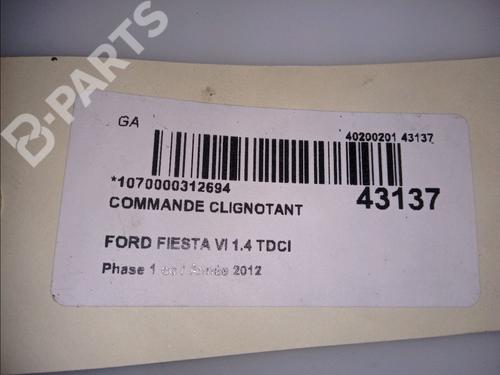 B-PARTS
GA
40200201 43137
*1070000312694
43137
COMMANDE CLIGNOTANT
FORD FIESTA VI 1.4 TDCI
Phase 1 2012